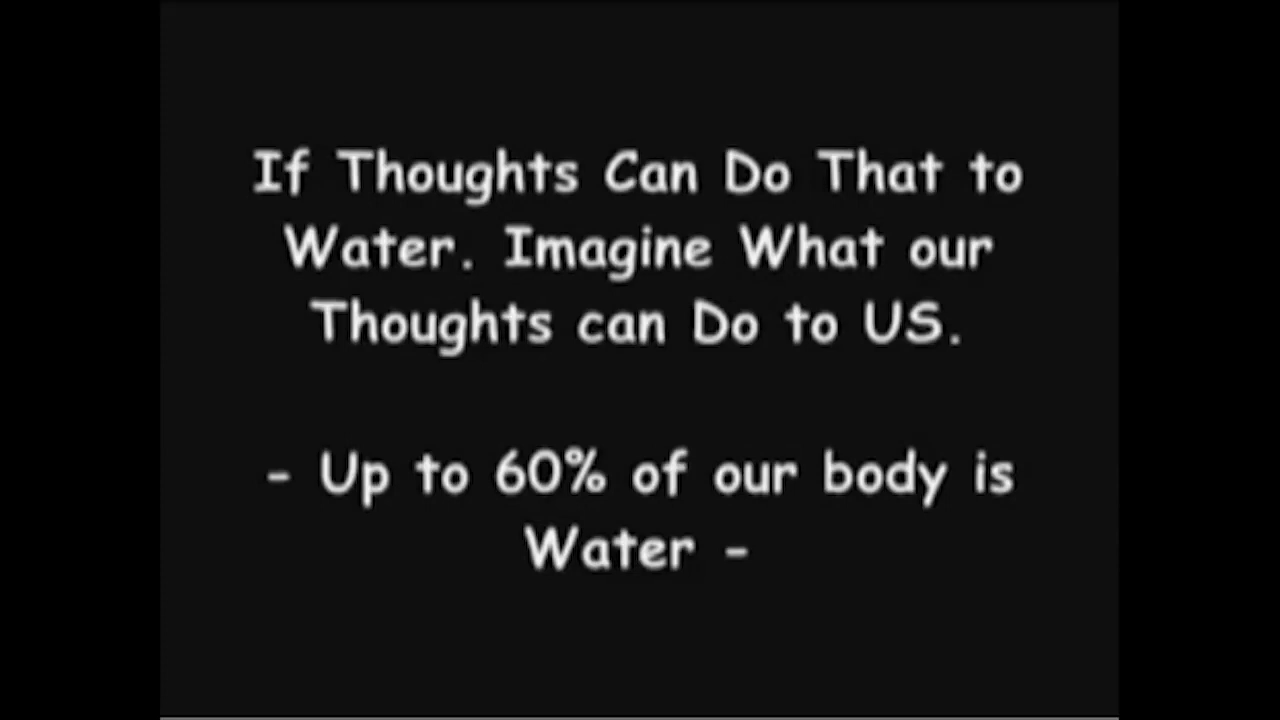 If Thoughts Can Do That to
Water. Imagine What our
Thoughts can Do to US.
- Up to 60% of our body is
Water -